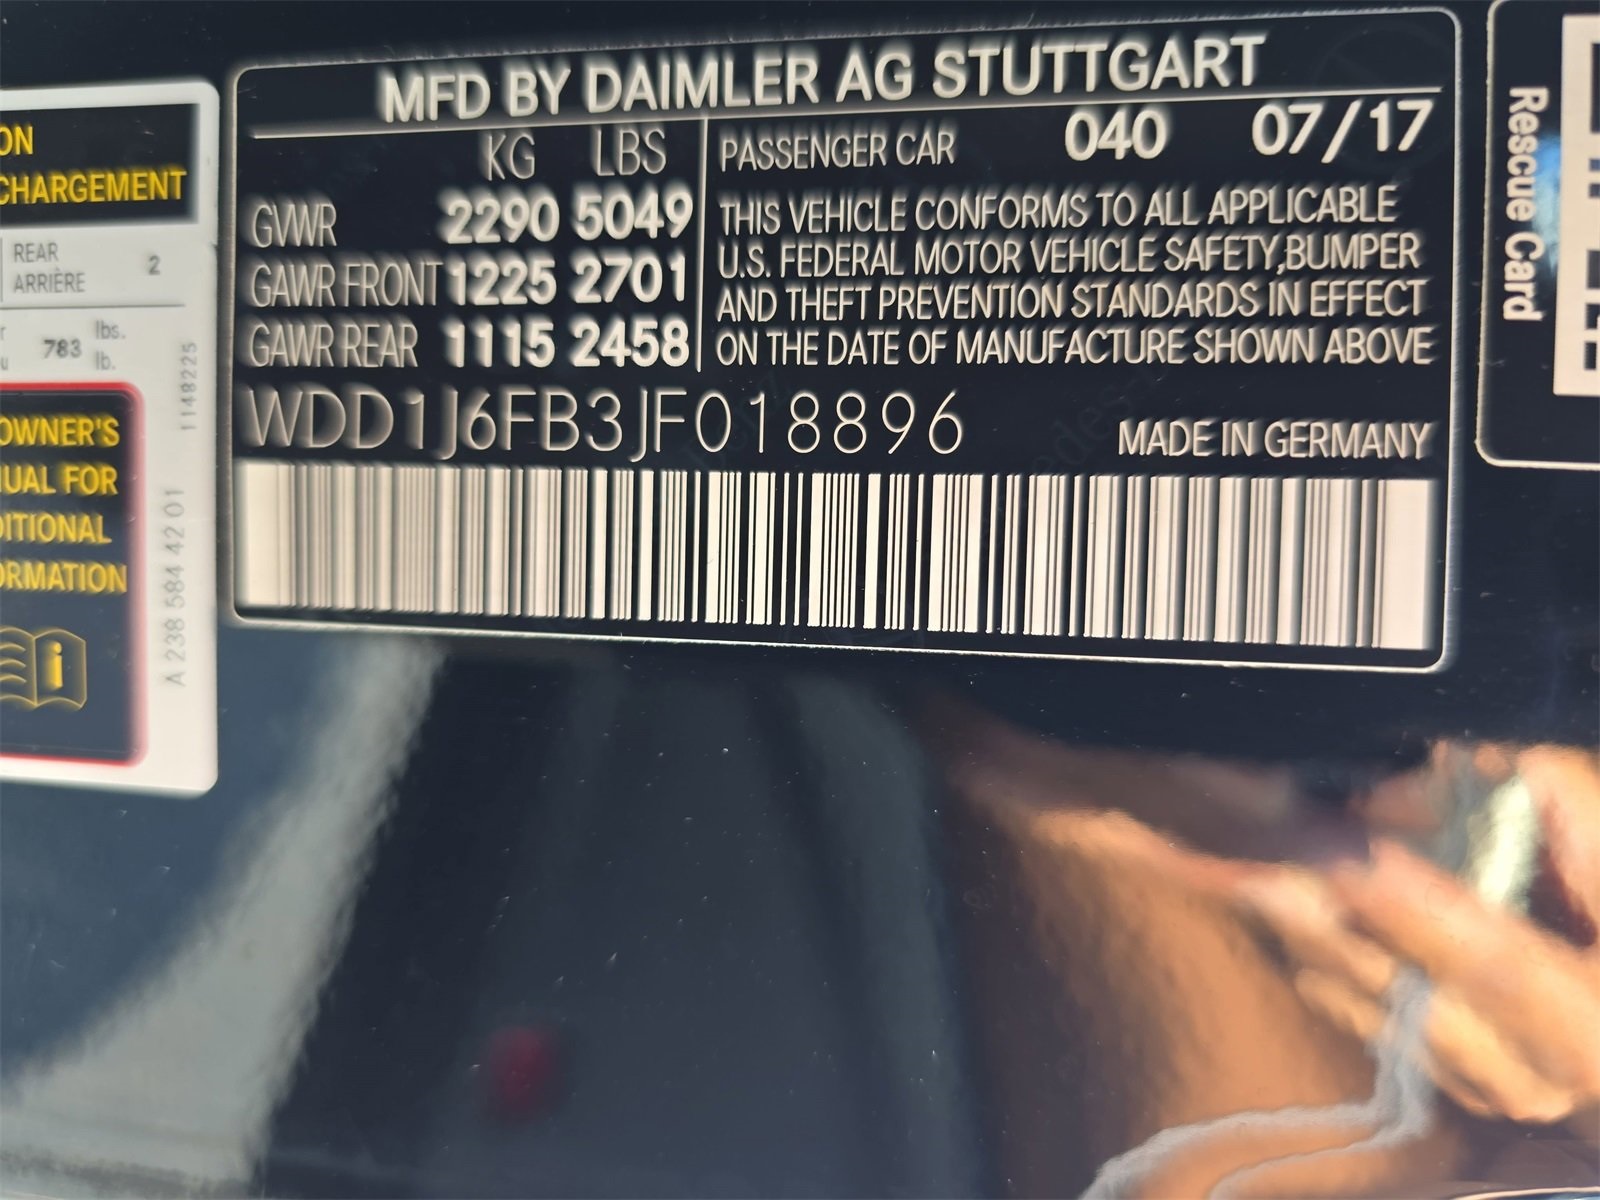 MFD BY DAIMLER AG STUTTGART
KG LBS
GVWR 2290 5049
GAWR FRONT 1225 2701
GAWR REAR 1115 2458
PASSENGER CAR 040 07/17
THIS VEHICLE CONFORMS TO ALL APPLICABLE
U.S. FEDERAL MOTOR VEHICLE SAFETY,BUMPER
AND THEFT PREVENTION STANDARDS IN EFFECT
ON THE DATE OF MANUFACTURE SHOWN ABOVE
WDD1J6FB3JF018896
MADE IN GERMANY
ON
CHARGEMENT
REAR
ARRIÈRE
2
783
lbs.
lb.
1148225
OWNER'S
UAL FOR
DITIONAL
ORMATION
A 238 584 42 01
Rescue Card